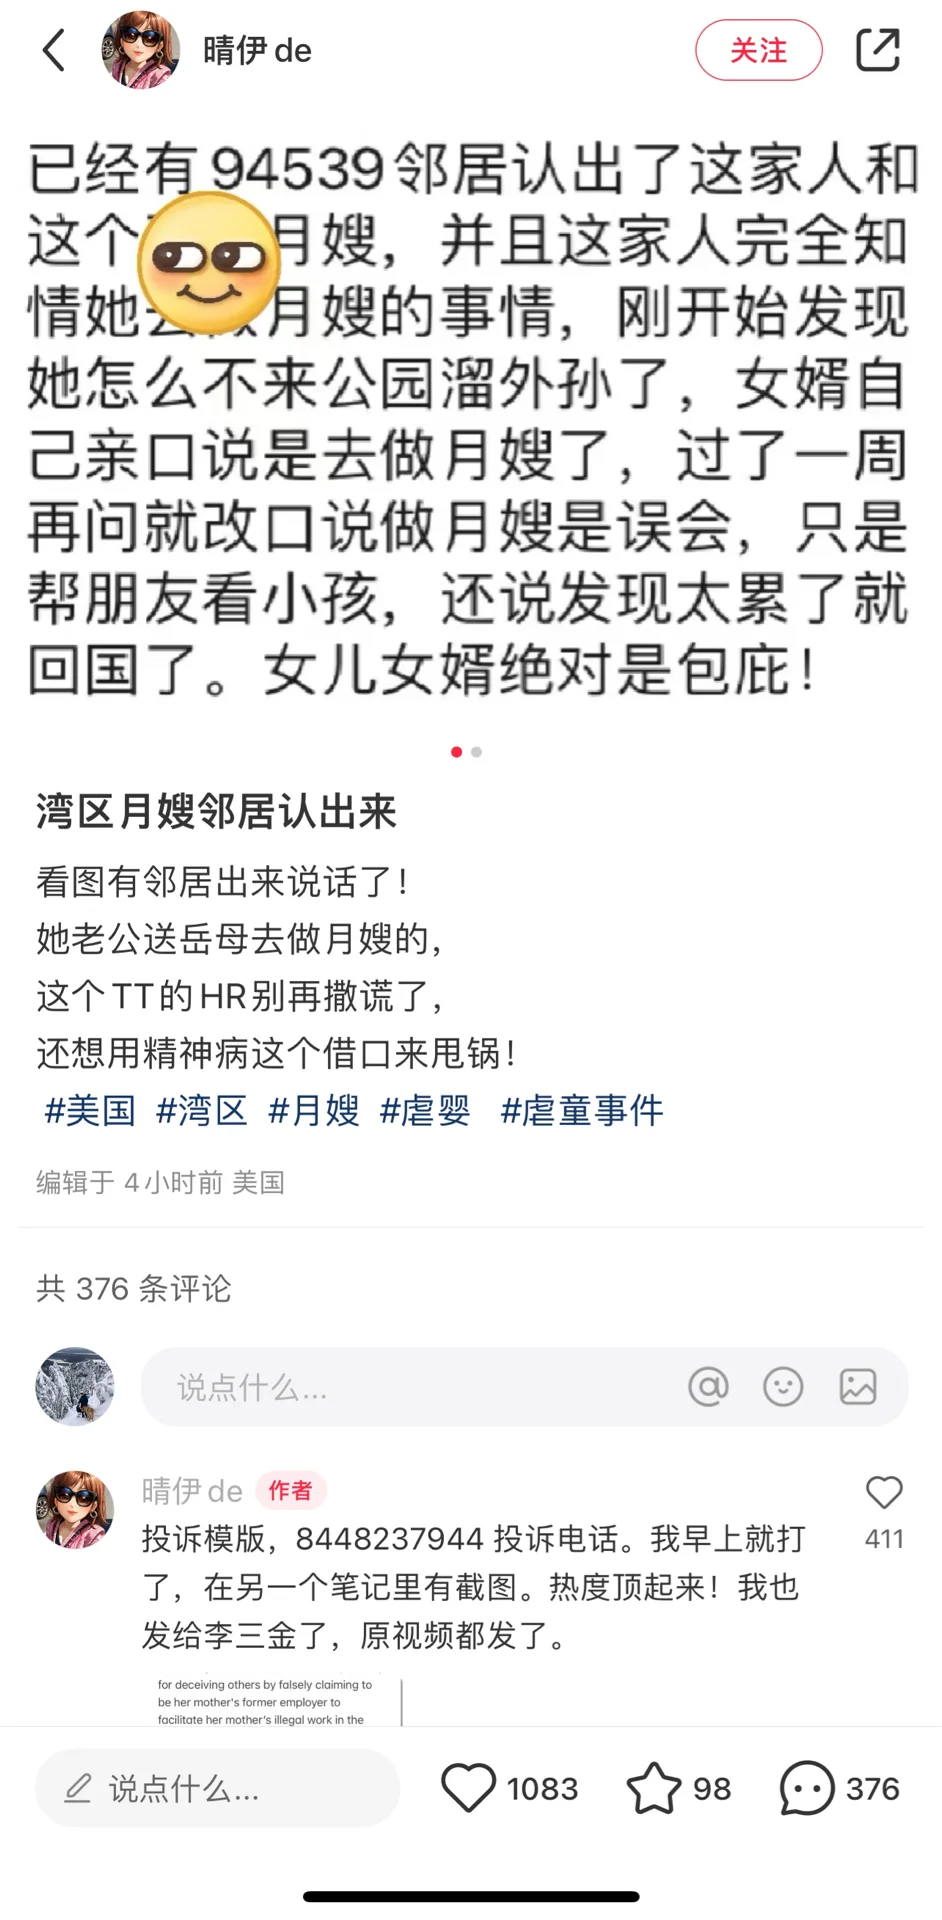 晴伊de
关注
已经有94539邻居认出了这家人和
这个 月嫂，并且这家人完全知
情她 月嫂的事情，刚开始发现
她怎么不来公园溜外孙了，女婿自
己亲口说是去做月嫂了，过了一周
再问就改口说做月嫂是误会，只是
帮朋友看小孩，还说发现太累了就
回国了。女儿女婿绝对是包庇！
湾区月嫂邻居认出来
看图有邻居出来说话了！
她老公送岳母去做月嫂的，
这个TT的HR别再撒谎了，
还想用精神病这个借口来甩锅！
#美国 #湾区 #月嫂 #虐婴 #虐童事件
编辑于 4小时前 美国
共 376 条评论
说点什么...
晴伊de 作者
投诉模版，8448237944 投诉电话。我早上就打
了，在另一个笔记里有截图。热度顶起来！我也
发给李三金了，原视频都发了。
411
for deceiving others by falsely claiming to
be her mother's former employer to
facilitate her mother's illegal work in the
说点什么... 1083 98 376